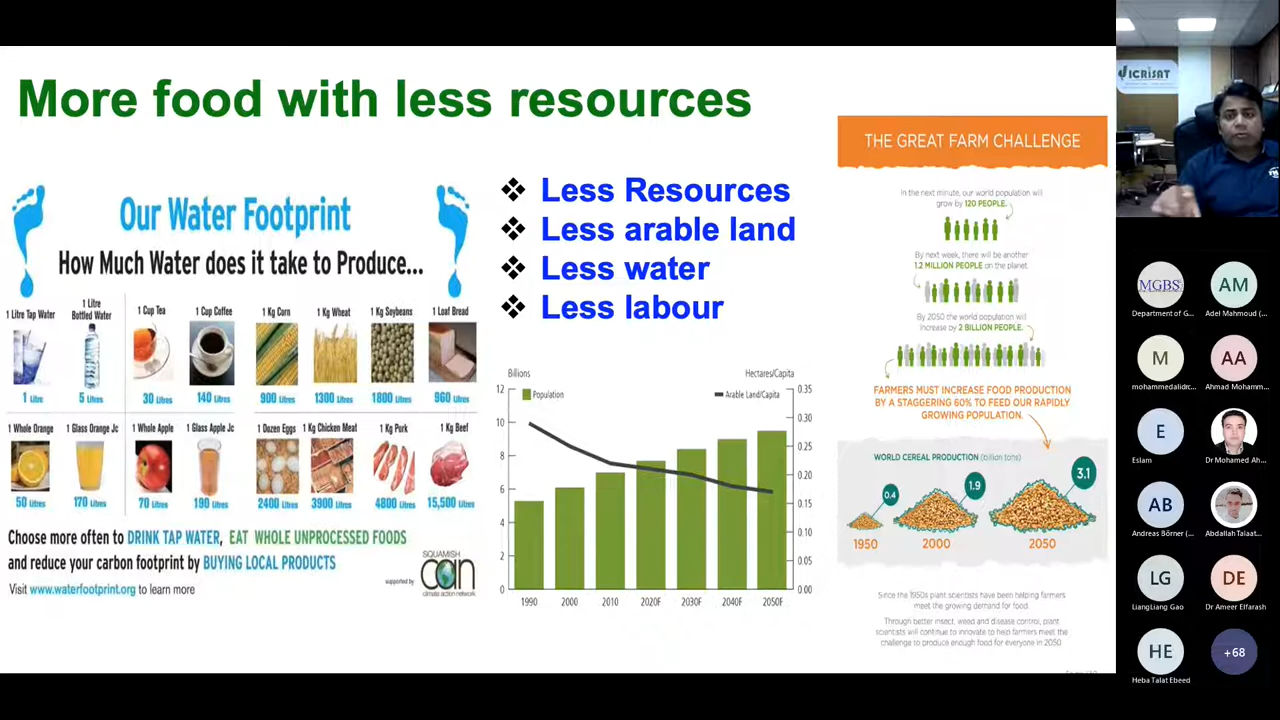 More food with less resources
Our Water Footprint
How Much Water does it take to Produce...
1 Litre Tap Water
1 Litre
Bottled Water
1 Cup Tea
1 Cup Coffee
1 Kg Corn
1 Kg Wheat
1 Kg Soybeans
1 Loaf Bread
1 Litre
5 Litres
30 Litres
140 Litres
900 Litres
1300 Litres
1800 Litres
960 Litres
1 Whole Orange
1 Glass Orange Jc
1 Whole Apple
1 Glass Apple Jc
1 Dozen Eggs
1 Kg Chicken Meat
1 Kg Pork
1 Kg Beef
50 Litres
170 Litres
70 Litres
190 Litres
2400 Litres
3900 Litres
4800 Litres
15,500 Litres
Choose more often to DRINK TAP WATER, EAT WHOLE UNPROCESSED FOODS
and reduce your carbon footprint by BUYING LOCAL PRODUCTS
Visit www.waterfootprint.org to learn more
supported by
SQUAMISH
can
climate action network
❖ Less Resources
❖ Less arable land
❖ Less water
❖ Less labour
Billions
Hectares/Capita
Population
Arable Land/Capita
12
10
8
6
4
2
0
0.35
0.30
0.25
0.20
0.15
0.10
0.05
0.00
1990
2000
2010
2020F
2030F
2040F
2050F
THE GREAT FARM CHALLENGE
In the next minute, our world population will
grow by 120 PEOPLE.
By next week, there will be another
1.2 MILLION PEOPLE on the planet.
By 2050 the world population will
increase by 2 BILLION PEOPLE.
FARMERS MUST INCREASE FOOD PRODUCTION
BY A STAGGERING 60% TO FEED OUR RAPIDLY
GROWING POPULATION.
WORLD CEREAL PRODUCTION (billion tons)
0.4
1.9
3.1
1950
2000
2050
Since the 1950s plant scientists have been helping farmers
meet the growing demand for food.
Through better insect, weed and disease control, plant
scientists will continue to innovate to help farmers meet the
challenge to produce enough food for everyone in 2050
ICRISAT
MGBS
Department of G...
AM
Adel Mahmoud (...
M
mohammedalidrc...
AA
Ahmad Mohamm...
E
Eslam
Dr Mohamed Ah...
AB
Andreas Börner (...
Abdallah Talaat...
LG
LiangLiang Gao
DE
Dr Ameer Elfarash
HE
Heba Talat Ebeed
+68